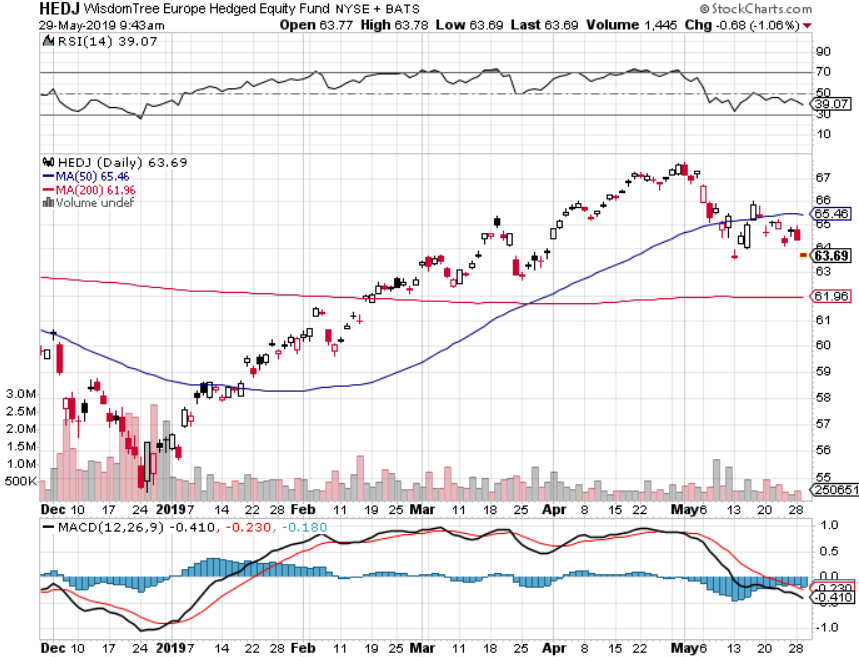 HEDJ WisdomTree Europe Hedged Equity Fund NYSE + BATS © StockCharts.com
29-May-2019 9:43am Open 63.77 High 63.78 Low 63.69 Last 63.69 Volume 1,445 Chg -0.68 (-1.06%)
RSI(14) 39.07
90
70
50
39.07
30
10
HEDJ (Daily) 63.69
MA(50) 65.46
MA(200) 61.96
Volume undef
67
66
65.46
65
64
63.69
63
61.96
61
60
59
58
57
56
55
3.0M
2.5M
2.0M
1.5M
1.0M
500K
250651
Dec 10 17 24 2019 7 14 22 28 Feb 11 19 25 Mar 11 18 25 Apr 8 15 22 May 6 13 20 28
MACD(12,26,9) -0.410, -0.230, -0.180
1.0
0.5
0.0
-0.230
-0.410
-1.0
Dec 10 17 24 2019 7 14 22 28 Feb 11 19 25 Mar 11 18 25 Apr 8 15 22 May 6 13 20 28